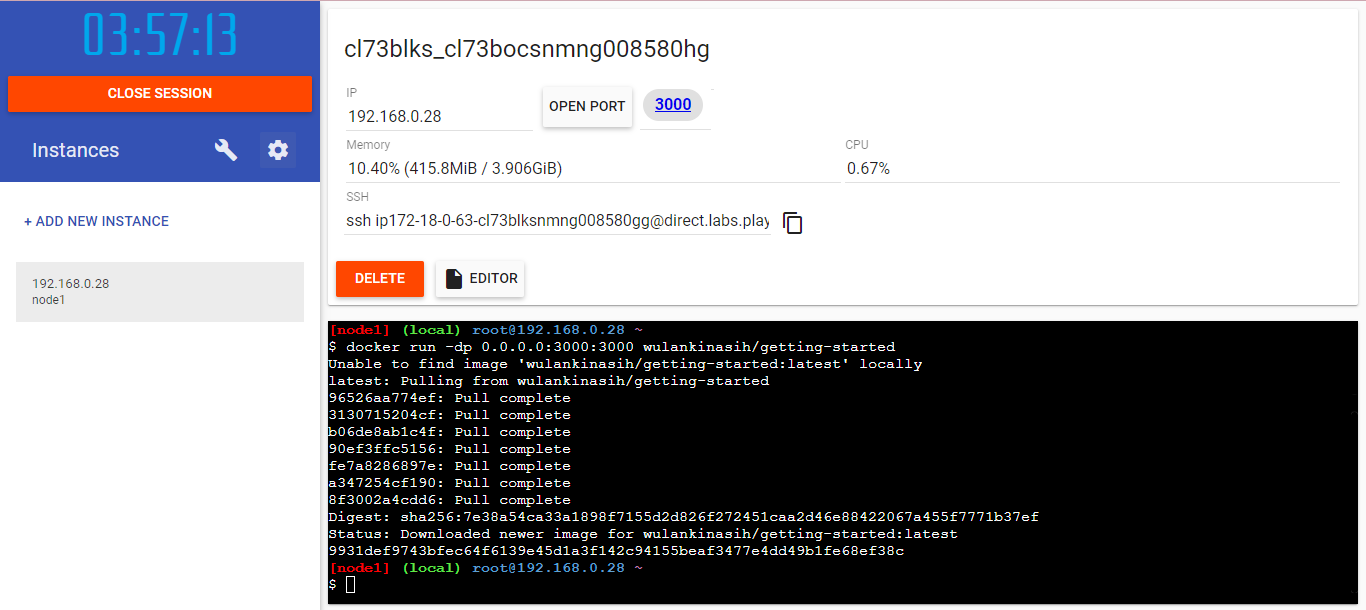 03:57:13
CLOSE SESSION
Instances
+ ADD NEW INSTANCE
192.168.0.28
node1
cl73blks_cl73bocsnmng008580hg
IP
192.168.0.28
OPEN PORT
3000
Memory
10.40% (415.8MiB / 3.906GiB)
CPU
0.67%
SSH
ssh ip172-18-0-63-cl73blksnmng008580gg@direct.labs.play
DELETE
EDITOR
[node1] (local) root@192.168.0.28 ~
$ docker run -dp 0.0.0.0:3000:3000 wulankinasih/getting-started
Unable to find image 'wulankinasih/getting-started:latest' locally
latest: Pulling from wulankinasih/getting-started
96526aa774ef: Pull complete
3130715204cf: Pull complete
b06de8ab1c4f: Pull complete
90ef3ffc5156: Pull complete
fe7a8286897e: Pull complete
a347254cf190: Pull complete
8f3002a4cdd6: Pull complete
Digest: sha256:7e38a54ca33a1898f7155d2d826f272451caa2d46e88422067a455f7771b37ef
Status: Downloaded newer image for wulankinasih/getting-started:latest
9931def9743bfec64f6139e45d1a3f142c94155beaf3477e4dd49b1fe68ef38c
[node1] (local) root@192.168.0.28 ~
$